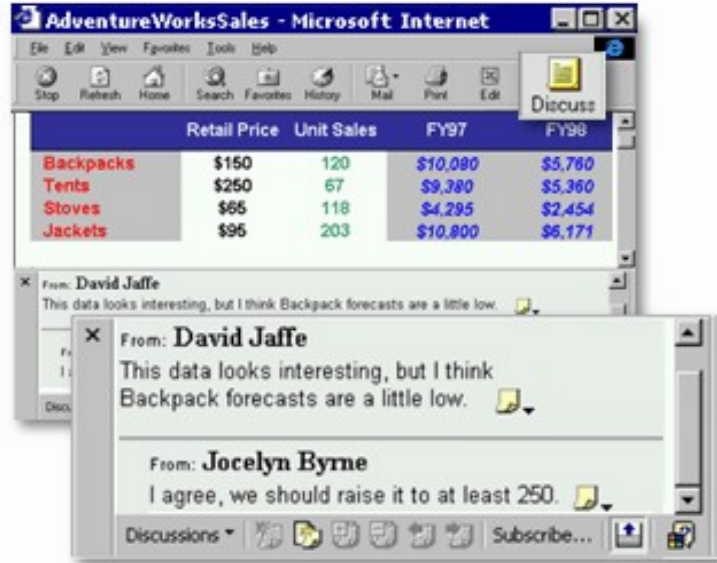 AdventureWorksSales - Microsoft Internet
File Edit View Favorites Tools Help
Stop Refresh Home Search Favorites History Mail Print Edit Discuss
Retail Price Unit Sales FY97 FY98
Backpacks $150 120 $10,080 $5,760
Tents $250 67 $9,380 $5,360
Stoves $65 118 $4,295 $2,454
Jackets $95 203 $10,800 $6,171
From: David Jaffe
This data looks interesting, but I think Backpack forecasts are a little low.
From: David Jaffe
This data looks interesting, but I think
Backpack forecasts are a little low.
From: Jocelyn Byrne
I agree, we should raise it to at least 250.
Discussions Subscribe...